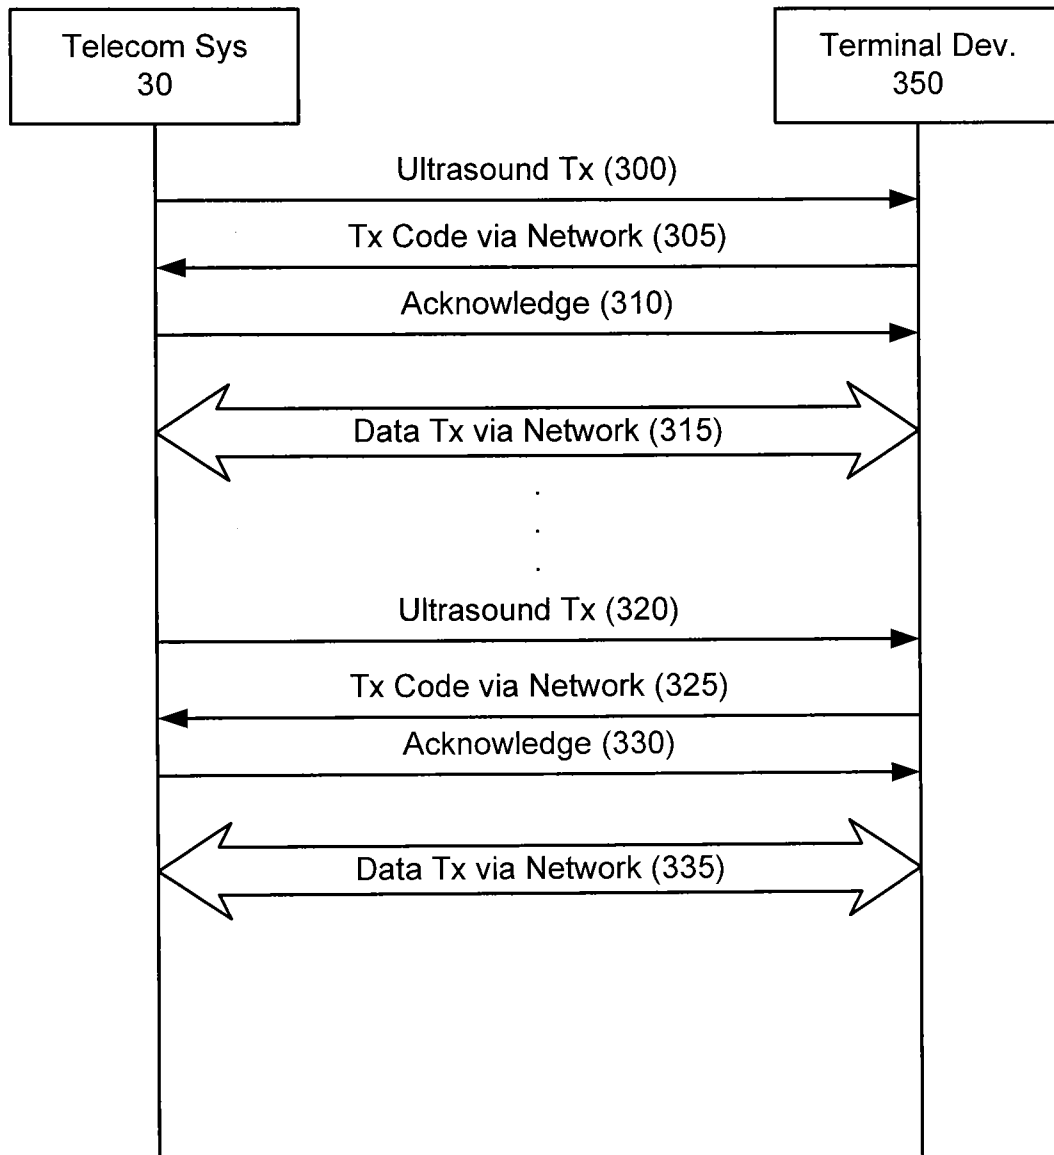 Telecom Sys
30
Terminal Dev.
350
Ultrasound Tx (300)
Tx Code via Network (305)
Acknowledge (310)
Data Tx via Network (315)
.
.
.
Ultrasound Tx (320)
Tx Code via Network (325)
Acknowledge (330)
Data Tx via Network (335)